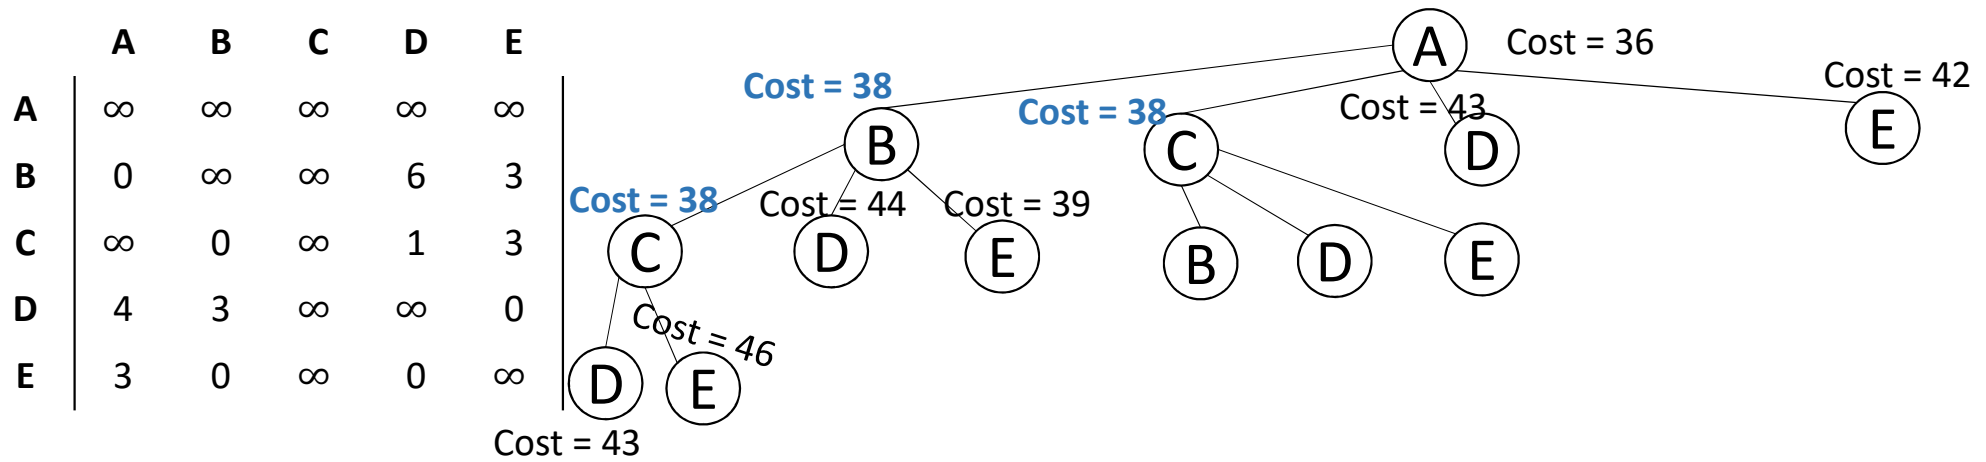 A B C D E
A ∞ ∞ ∞ ∞ ∞
B 0 ∞ ∞ 6 3
C ∞ 0 ∞ 1 3
D 4 3 ∞ ∞ 0
E 3 0 ∞ 0 ∞
A Cost = 36
Cost = 38 Cost = 38 Cost = 43 Cost = 42
B C D E
Cost = 38 Cost = 44 Cost = 39
C D E B D E
Cost = 46
D E
Cost = 43